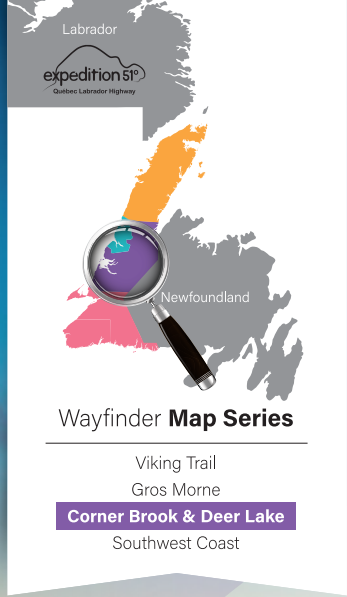 Labrador
expedition 51º
Québec Labrador Highway
Newfoundland
Wayfinder Map Series
Viking Trail
Gros Morne
Corner Brook & Deer Lake
Southwest Coast